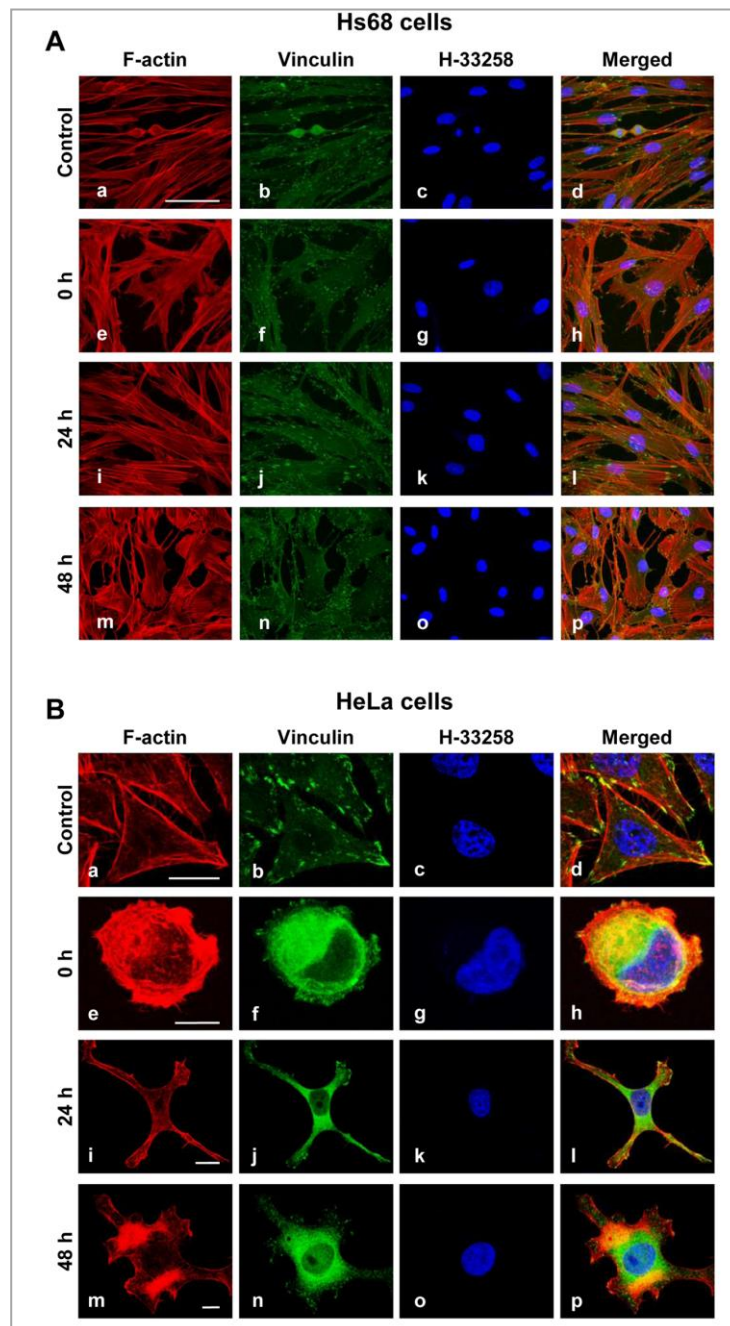 Hs68 cells
A
F-actin Vinculin H-33258 Merged
Control
a b c d
0 h
e f g h
24 h
i j k l
48 h
m n o p
HeLa cells
B
F-actin Vinculin H-33258 Merged
Control
a b c d
0 h
e f g h
24 h
i j k l
48 h
m n o p